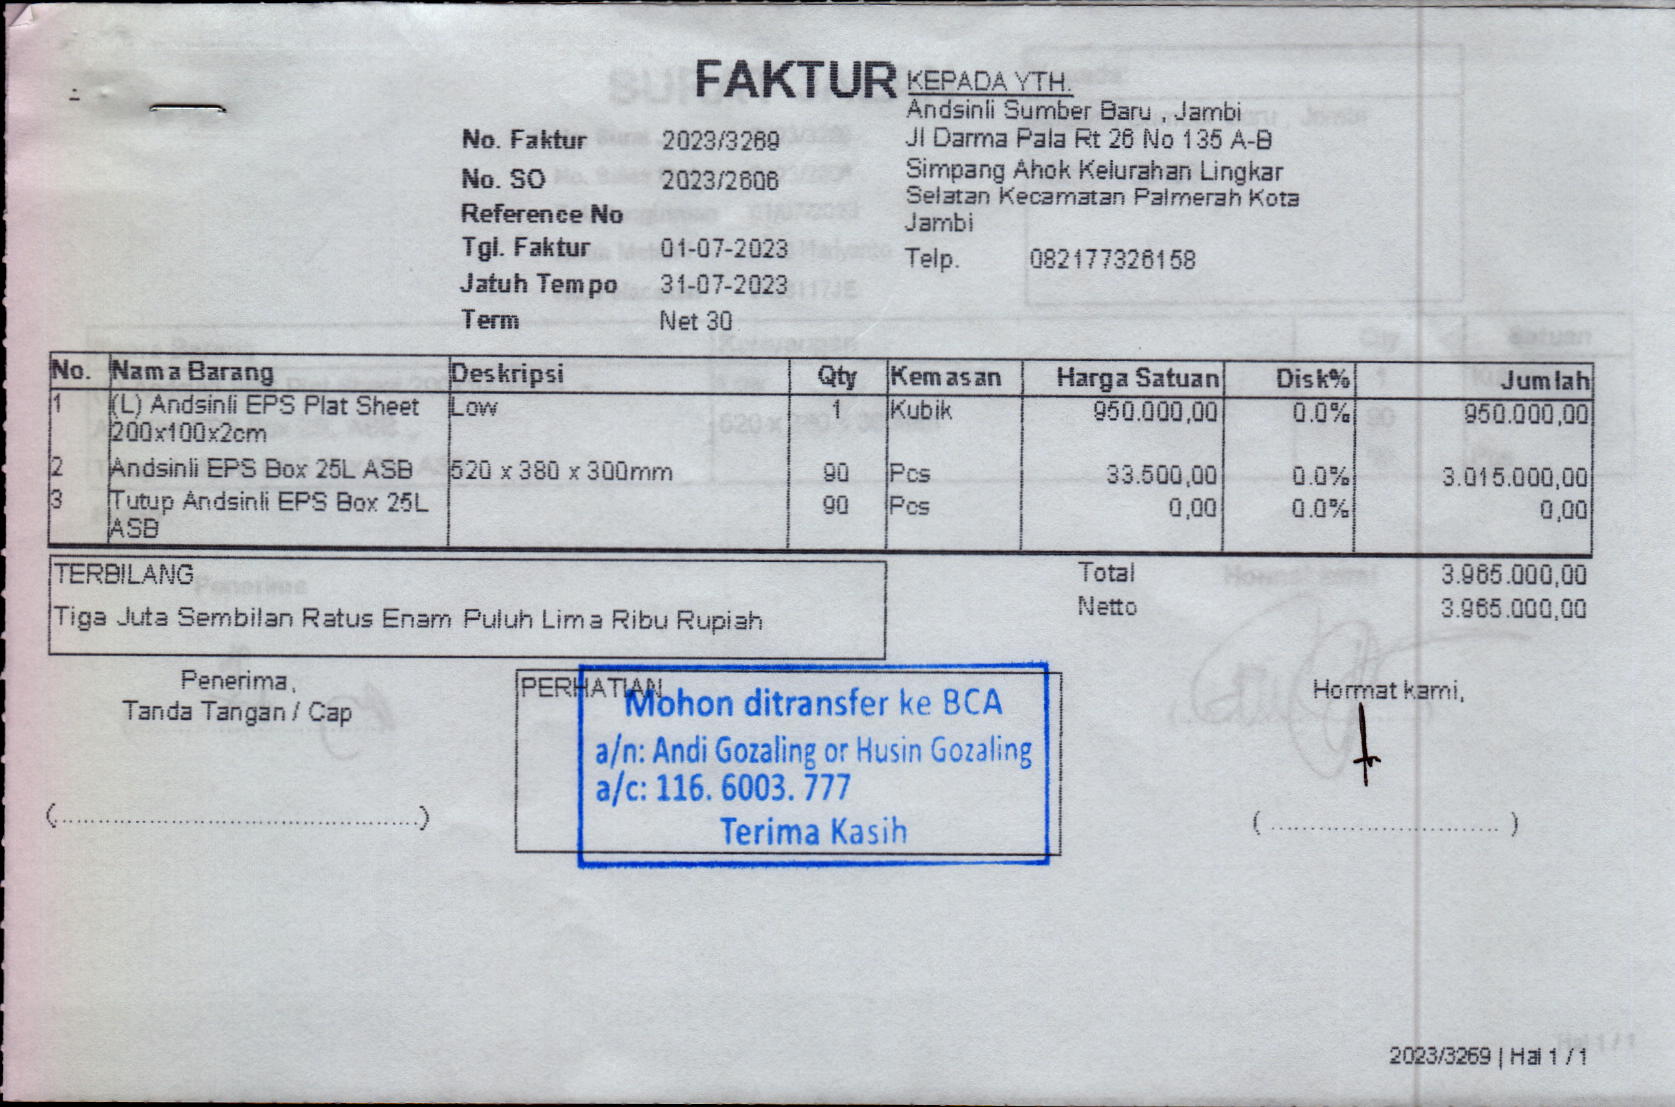 FAKTUR
No. Faktur 2023/3269
No. SO 2023/2606
Reference No
Tgl. Faktur 01-07-2023
Jatuh Tempo 31-07-2023
Term Net 30
KEPADA YTH.
Andsinli Sumber Baru , Jambi
Jl Darma Pala Rt 26 No 135 A-B
Simpang Ahok Kelurahan Lingkar
Selatan Kecamatan Palmerah Kota
Jambi
Telp. 082177326158
No. Nama Barang Deskripsi Qty Kemasan Harga Satuan Disk% Jumlah
1 (L) Andsinli EPS Plat Sheet Low 1 Kubik 950.000,00 0.0% 950.000,00
200x100x2cm
2 Andsinli EPS Box 25L ASB 520 x 380 x 300mm 90 Pcs 33.500,00 0.0% 3.015.000,00
3 Tutup Andsinli EPS Box 25L 90 Pcs 0,00 0.0% 0,00
ASB
TERBILANG
Tiga Juta Sembilan Ratus Enam Puluh Lima Ribu Rupiah
Total 3.965.000,00
Netto 3.965.000,00
Penerima,
Tanda Tangan / Cap
(..........................................)
PERHATIAN
Mohon ditransfer ke BCA
a/n: Andi Gozaling or Husin Gozaling
a/c: 116. 6003. 777
Terima Kasih
Hormat kami,
( .............................. )
2023/3269 | Hal 1 / 1